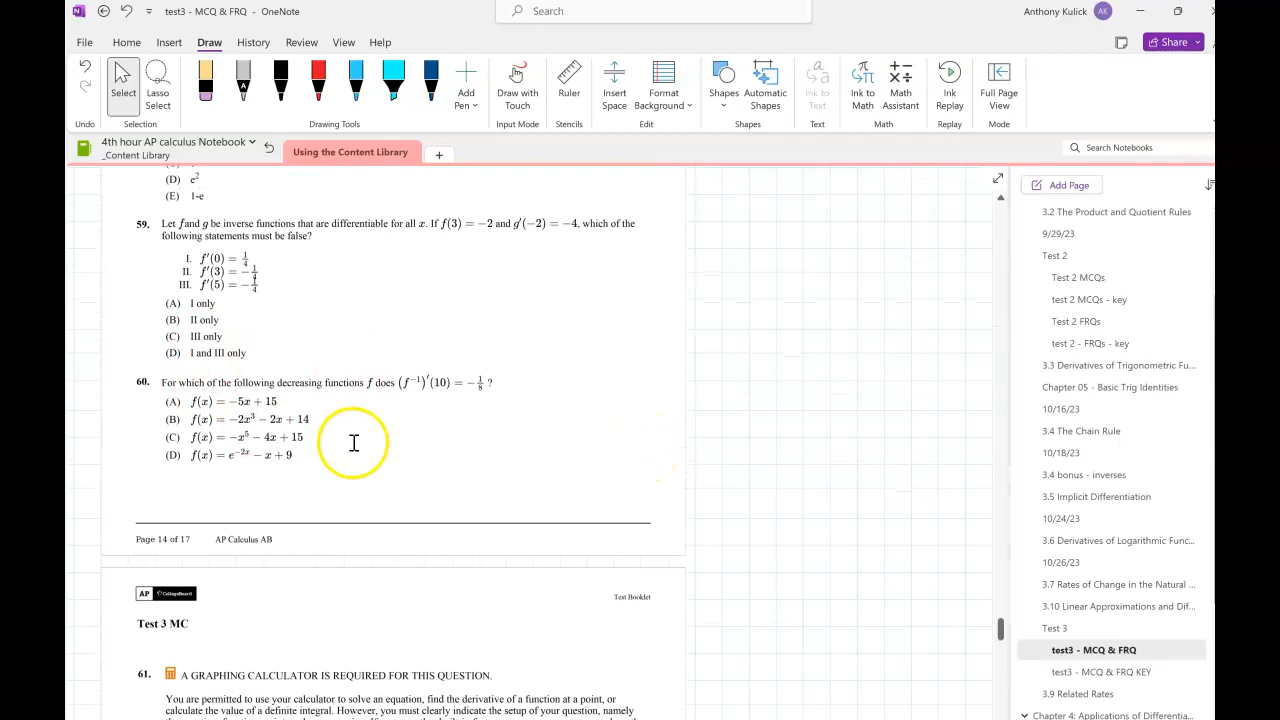 test3 - MCQ & FRQ - OneNote
Search
Anthony Kulick
AK
File Home Insert Draw History Review View Help
Share
Undo
Select
Lasso Select
Selection
Add Pen
Drawing Tools
Draw with Touch
Input Mode
Ruler
Stencils
Insert Space
Format Background
Edit
Shapes
Automatic Shapes
Shapes
Ink to Text
Text
Ink to Math
Math Assistant
Math
Ink Replay
Replay
Full Page View
Mode
4th hour AP calculus Notebook
_Content Library
Using the Content Library
Search Notebooks
(D) e²
(E) 1-e
59. Let f and g be inverse functions that are differentiable for all x. If f(3) = −2 and g′(−2) = −4, which of the
following statements must be false?
I. f′(0) = 1/4
II. f′(3) = −1/4
III. f′(5) = −1/4
(A) I only
(B) II only
(C) III only
(D) I and III only
60. For which of the following decreasing functions f does (f⁻¹)′(10) = −1/8 ?
(A) f(x) = −5x + 15
(B) f(x) = −2x³ − 2x + 14
(C) f(x) = −x⁵ − 4x + 15
(D) f(x) = e⁻²ˣ − x + 9
Page 14 of 17 AP Calculus AB
AP CollegeBoard
Test Booklet
Test 3 MC
61. A GRAPHING CALCULATOR IS REQUIRED FOR THIS QUESTION.
You are permitted to use your calculator to solve an equation, find the derivative of a function at a point, or
calculate the value of a definite integral. However, you must clearly indicate the setup of your question, namely
Add Page
3.2 The Product and Quotient Rules
9/29/23
Test 2
Test 2 MCQs
test 2 MCQs - key
Test 2 FRQs
test 2 - FRQs - key
3.3 Derivatives of Trigonometric Fu...
Chapter 05 - Basic Trig Identities
10/16/23
3.4 The Chain Rule
10/18/23
3.4 bonus - inverses
3.5 Implicit Differentiation
10/24/23
3.6 Derivatives of Logarithmic Func...
10/26/23
3.7 Rates of Change in the Natural ...
3.10 Linear Approximations and Dif...
Test 3
test3 - MCQ & FRQ
test3 - MCQ & FRQ KEY
3.9 Related Rates
Chapter 4: Applications of Differentia...